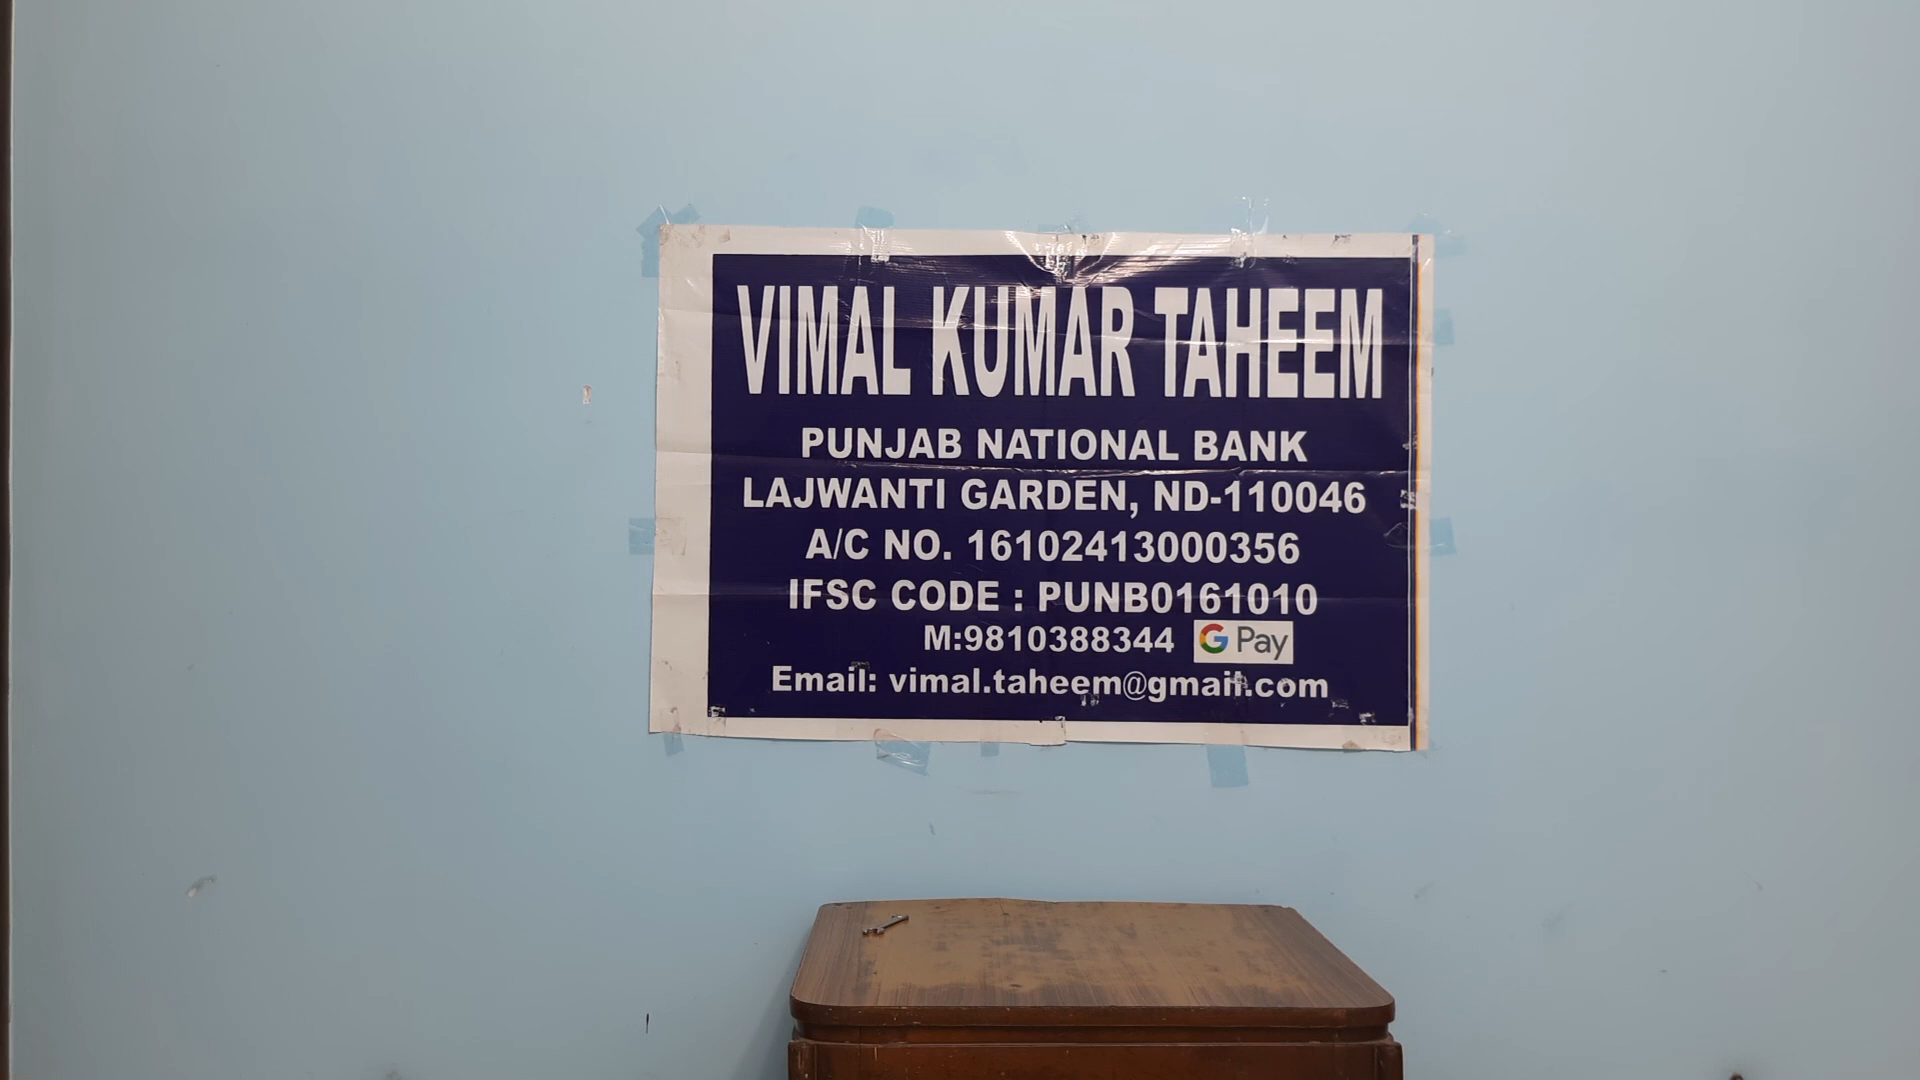 VIMAL KUMAR TAHEEM
PUNJAB NATIONAL BANK
LAJWANTI GARDEN, ND-110046
A/C NO. 16102413000356
IFSC CODE : PUNB0161010
M:9810388344 G Pay
Email: vimal.taheem@gmail.com